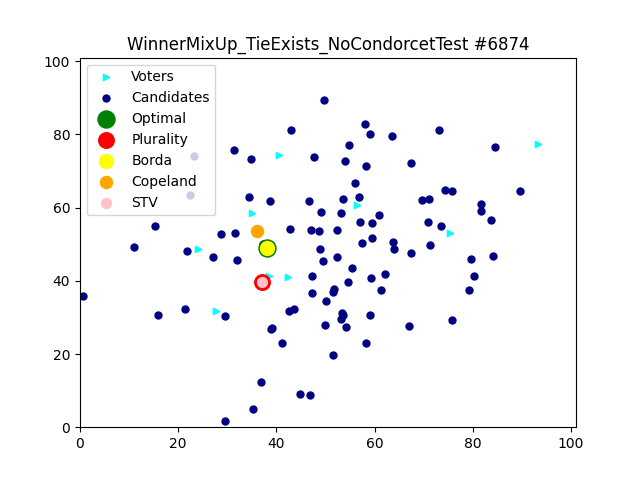 WinnerMixUp_TieExists_NoCondorcetTest #6874
100
80
60
40
20
0
Voters
Candidates
Optimal
Plurality
Borda
Copeland
STV
0 20 40 60 80 100